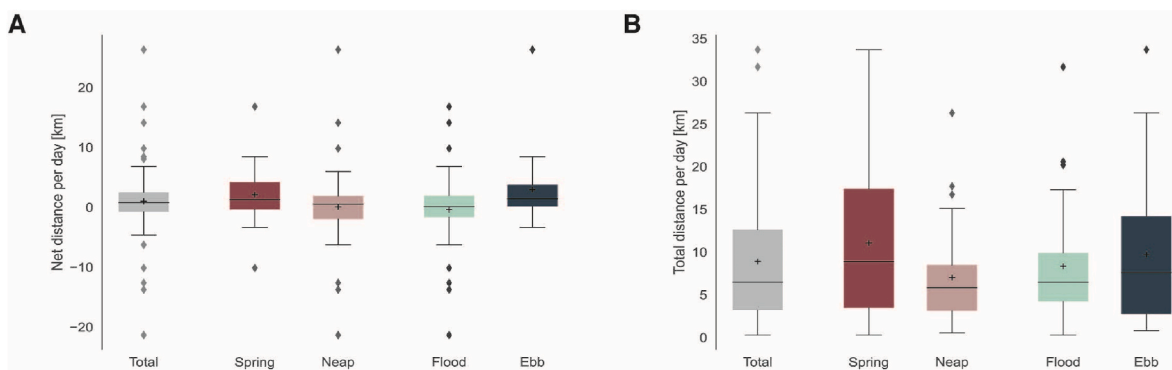 A
Net distance per day [km]
20
10
0
−10
−20
Total
Spring
Neap
Flood
Ebb
B
Total distance per day [km]
35
30
25
20
15
10
5
0
Total
Spring
Neap
Flood
Ebb